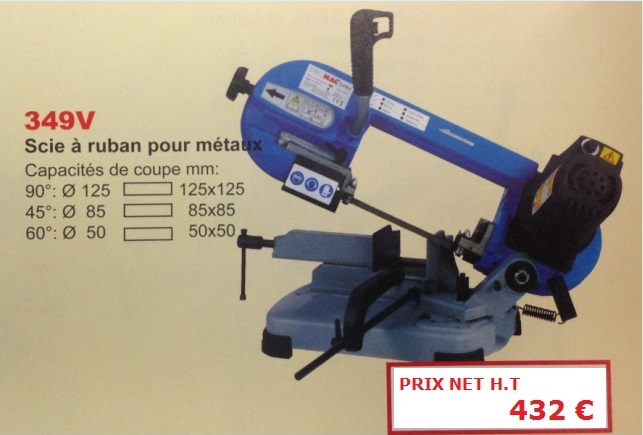 349V
Scie à ruban pour métaux
Capacités de coupe mm:
90°: Ø 125 125x125
45°: Ø 85 85x85
60°: Ø 50 50x50
MAC
PRIX NET H.T
432 €